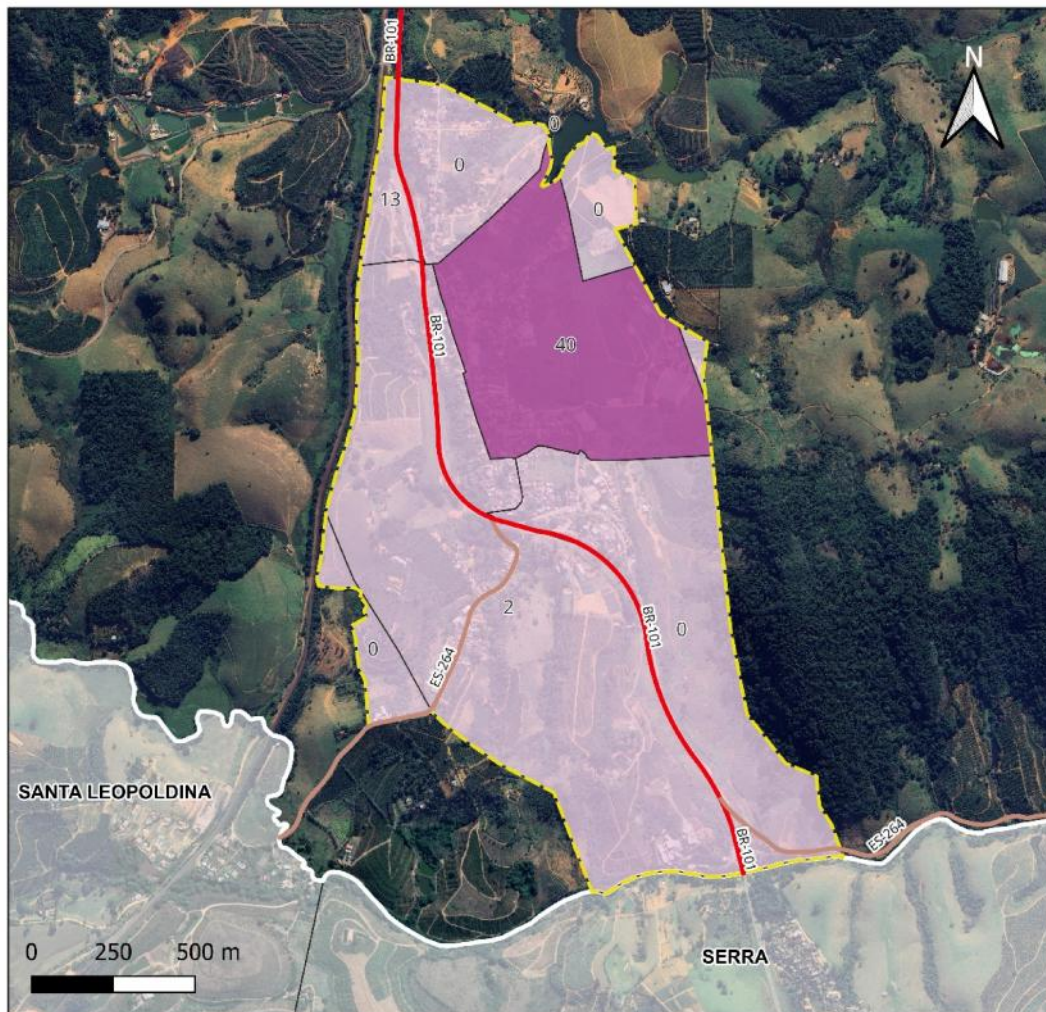 BR-101
N
0
0
13
0
BR-101
40
2
BR-101
0
0
ES-264
SANTA LEOPOLDINA
ES-264
BR-101
0 250 500 m
SERRA